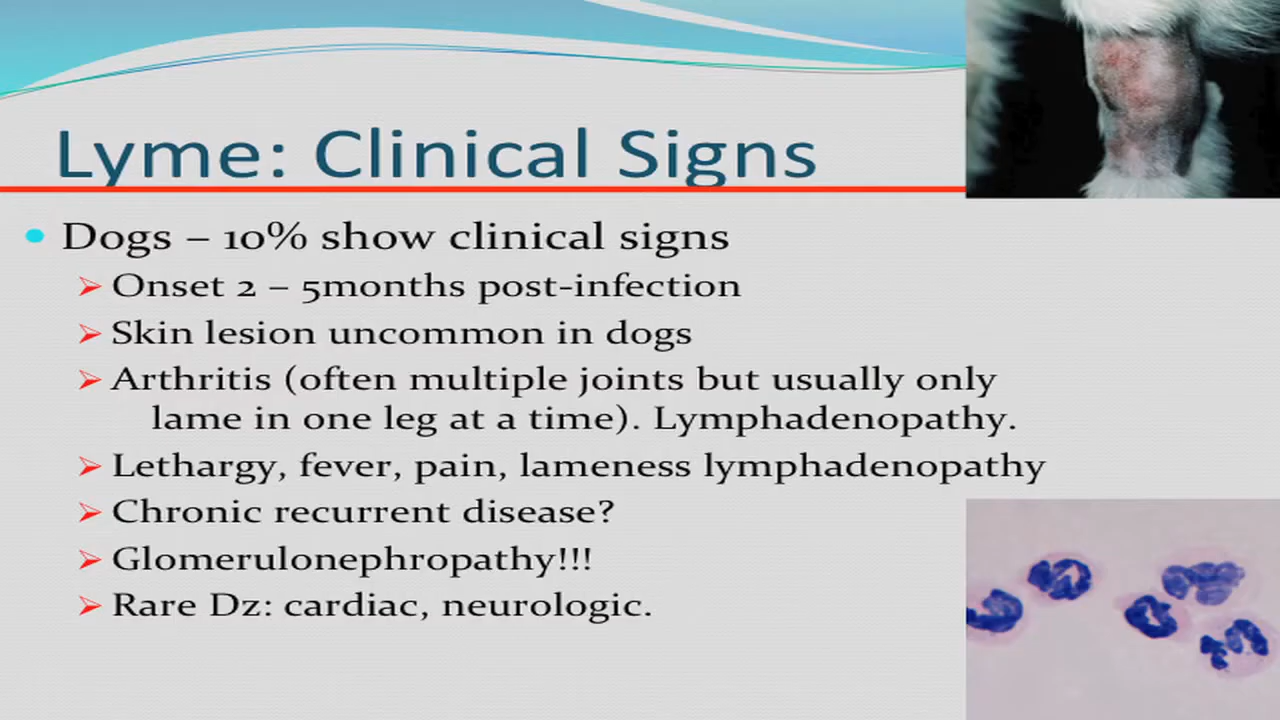 Lyme: Clinical Signs
Dogs – 10% show clinical signs
Onset 2 – 5months post-infection
Skin lesion uncommon in dogs
Arthritis (often multiple joints but usually only
lame in one leg at a time). Lymphadenopathy.
Lethargy, fever, pain, lameness lymphadenopathy
Chronic recurrent disease?
Glomerulonephropathy!!!
Rare Dz: cardiac, neurologic.